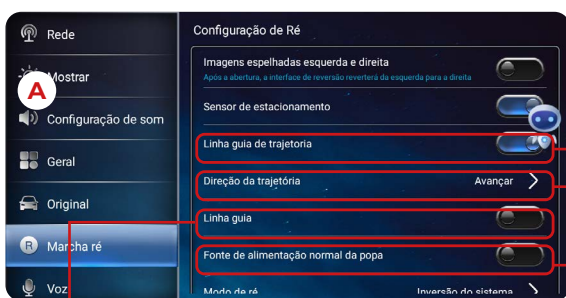 Rede
Mostrar
A
Configuração de som
Geral
Original
R Marcha ré
Voz
Configuração de Ré
Imagens espelhadas esquerda e direita
Após a abertura, a interface de reversão reverterá da esquerda para a direita
Sensor de estacionamento
Linha guia de trajetoria
Direção da trajetória Avançar
Linha guia
Fonte de alimentação normal da popa
Modo de ré Inversão do sistema